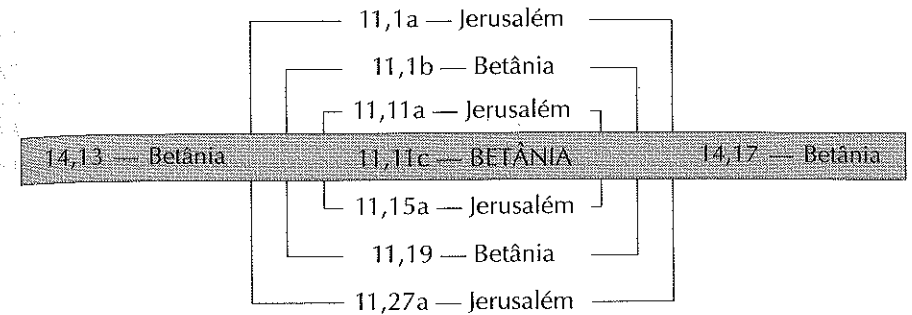 11,1a — Jerusalém
11,1b — Betânia
11,11a — Jerusalém
14,13 — Betânia 11,11c — BETÂNIA 14,17 — Betânia
11,15a — Jerusalém
11,19 — Betânia
11,27a — Jerusalém